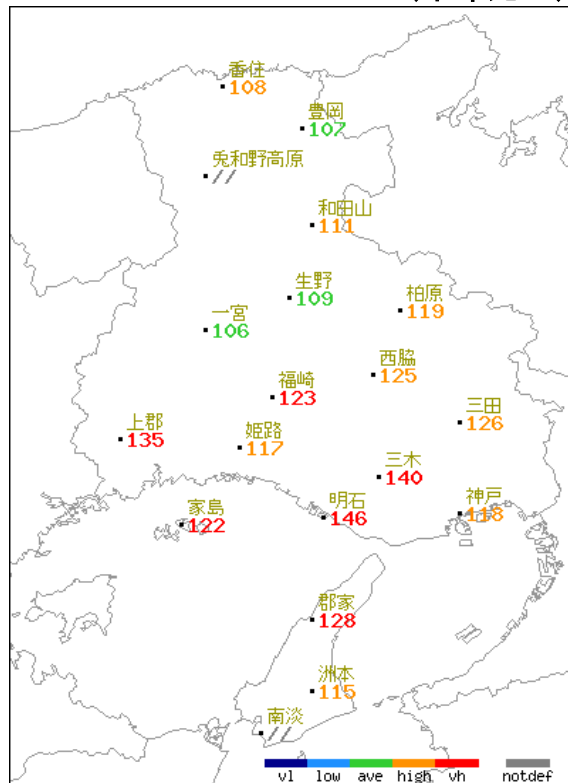 香住
108
豊岡
107
兎和野高原
//
和田山
111
生野
109
柏原
119
一宮
106
西脇
125
福崎
123
三田
126
上郡
135
姫路
117
三木
140
家島
122
明石
146
神戸
118
郡家
128
洲本
115
南淡
//
vl low ave high vh notdef